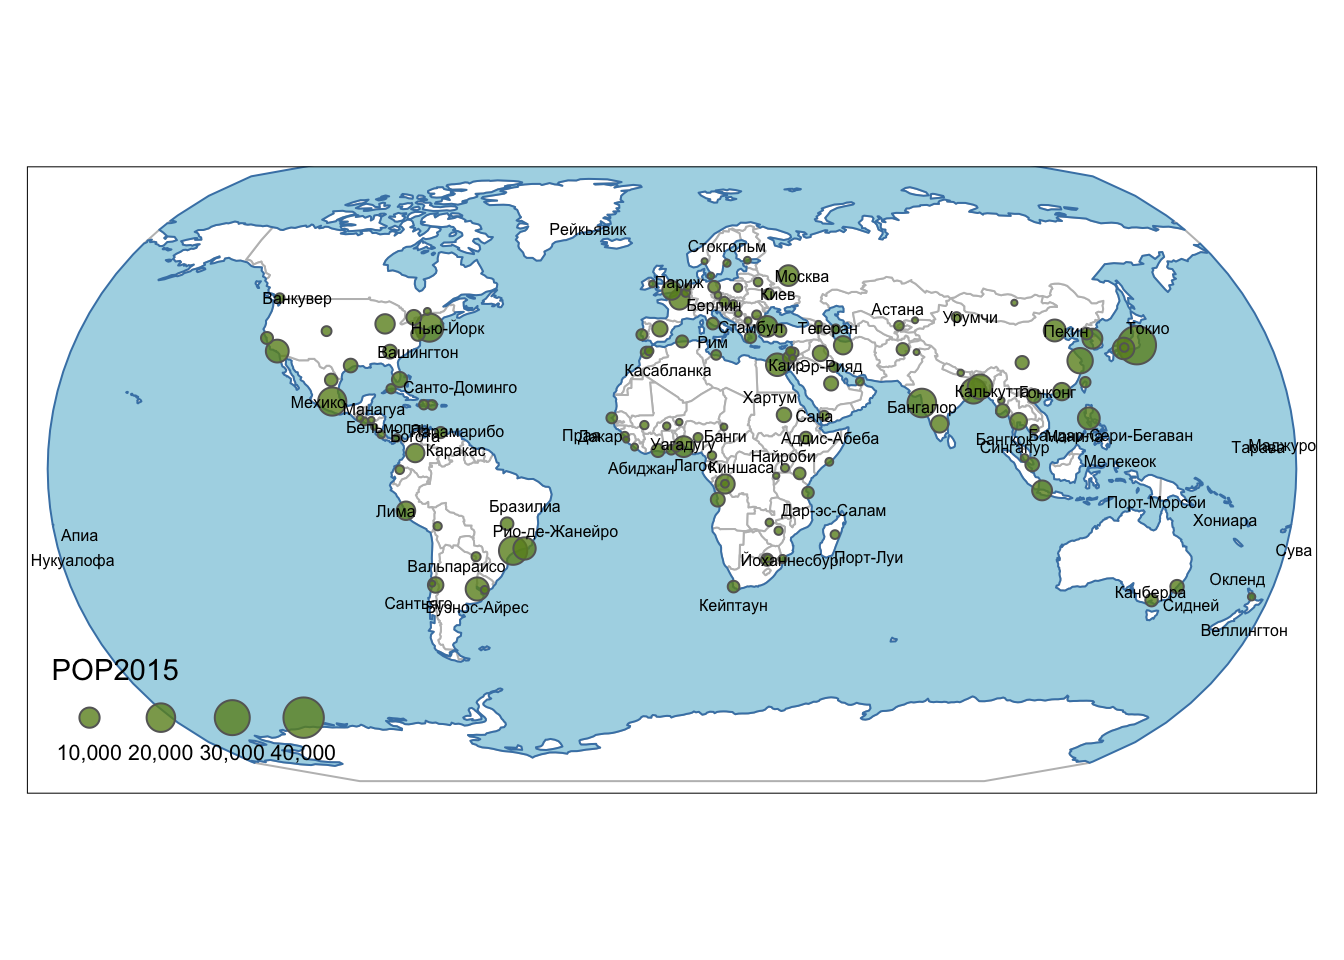 Рейкьявик
Стокгольм
Москва
Париж
Киев
Ванкувер
Берлин
Астана
Урумчи
Нью-Йорк
Стамбул
Тегеран
Пекин
Токио
Рим
Вашингтон
Касабланка
Каир
Эр-Рияд
Санто-Доминго
Калькутта
Гонконг
Мехико
Хартум
Манагуа
Сана
Бангалор
Бельмопан
Парамарибо
Богота
Прая
Дакар
Уагадугу
Банги
Аддис-Абеба
Бангкок
Бандар-Сери-Бегаван
Манила
Каракас
Сингапур
Тарава
Маджуро
Абиджан
Лагос
Киншаса
Найроби
Мелекеок
Лима
Бразилиа
Дар-эс-Салам
Порт-Морсби
Хониара
Рио-де-Жанейро
Апиа
Нукуалофа
Вальпараисо
Йоханнесбург
Порт-Луи
Сува
Окленд
Канберра
Сантьяго
Буэнос-Айрес
Кейптаун
Сидней
Веллингтон
POP2015
10,000 20,000 30,000 40,000